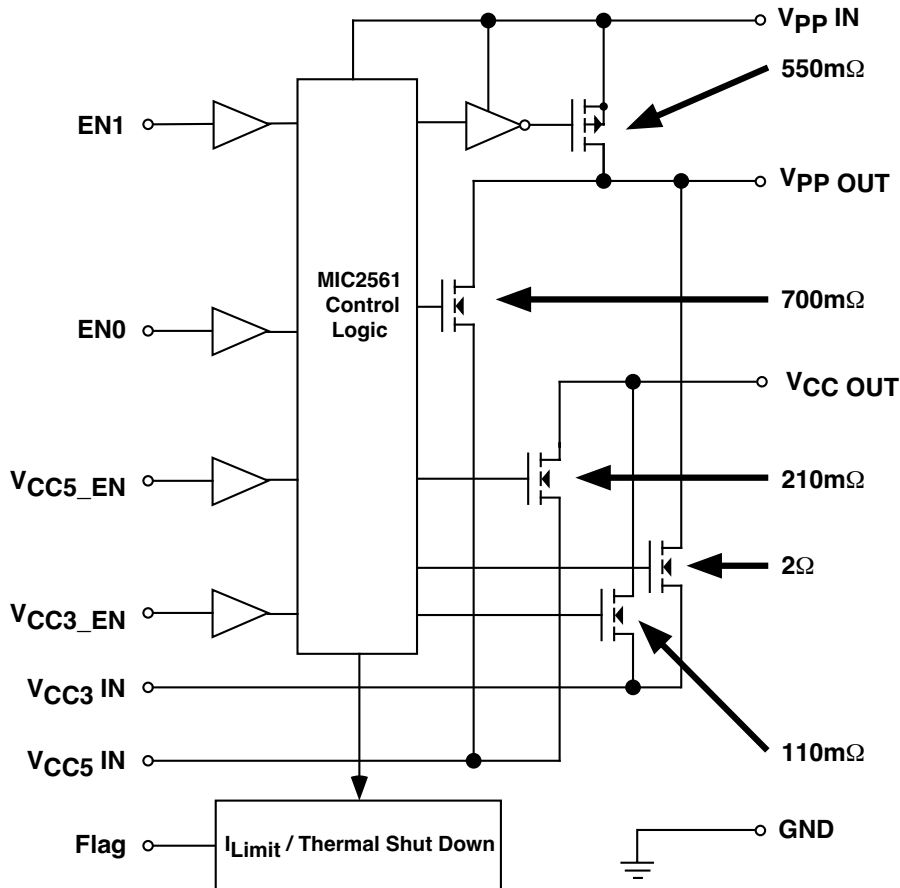 VPP IN
550mΩ
EN1
VPP OUT
MIC2561
Control
Logic
700mΩ
EN0
VCC OUT
VCC5_EN
210mΩ
2Ω
VCC3_EN
VCC3 IN
110mΩ
VCC5 IN
GND
Flag
ILimit / Thermal Shut Down